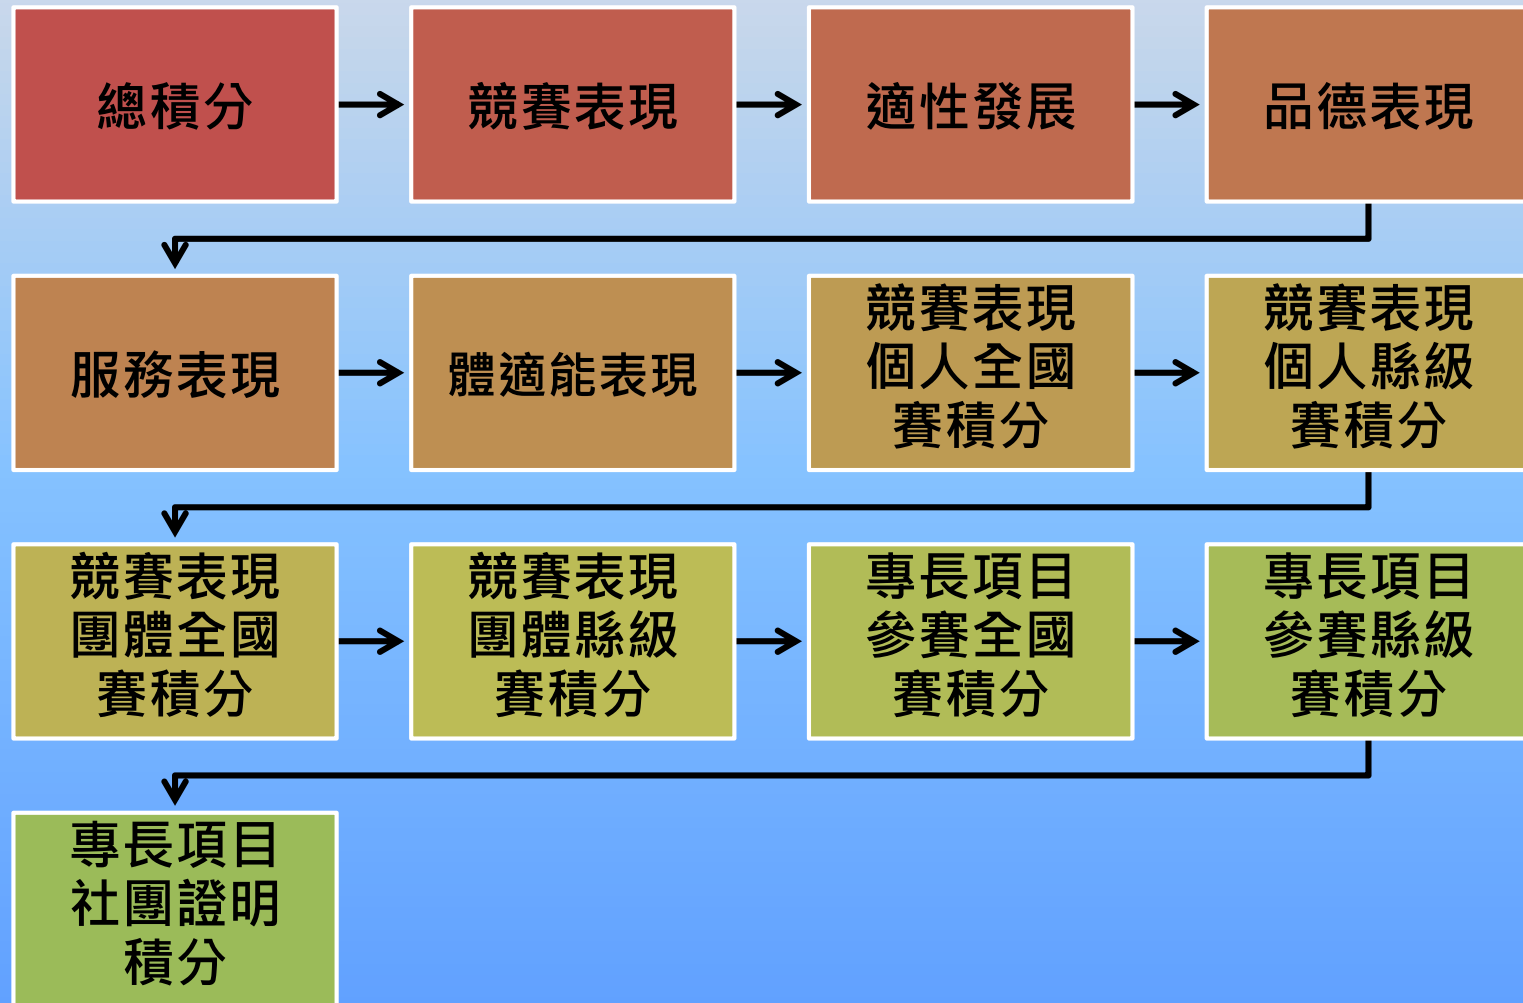 總積分
競賽表現
適性發展
品德表現
服務表現
體適能表現
競賽表現
個人全國
賽積分
競賽表現
個人縣級
賽積分
競賽表現
團體全國
賽積分
競賽表現
團體縣級
賽積分
專長項目
參賽全國
賽積分
專長項目
參賽縣級
賽積分
專長項目
社團證明
積分